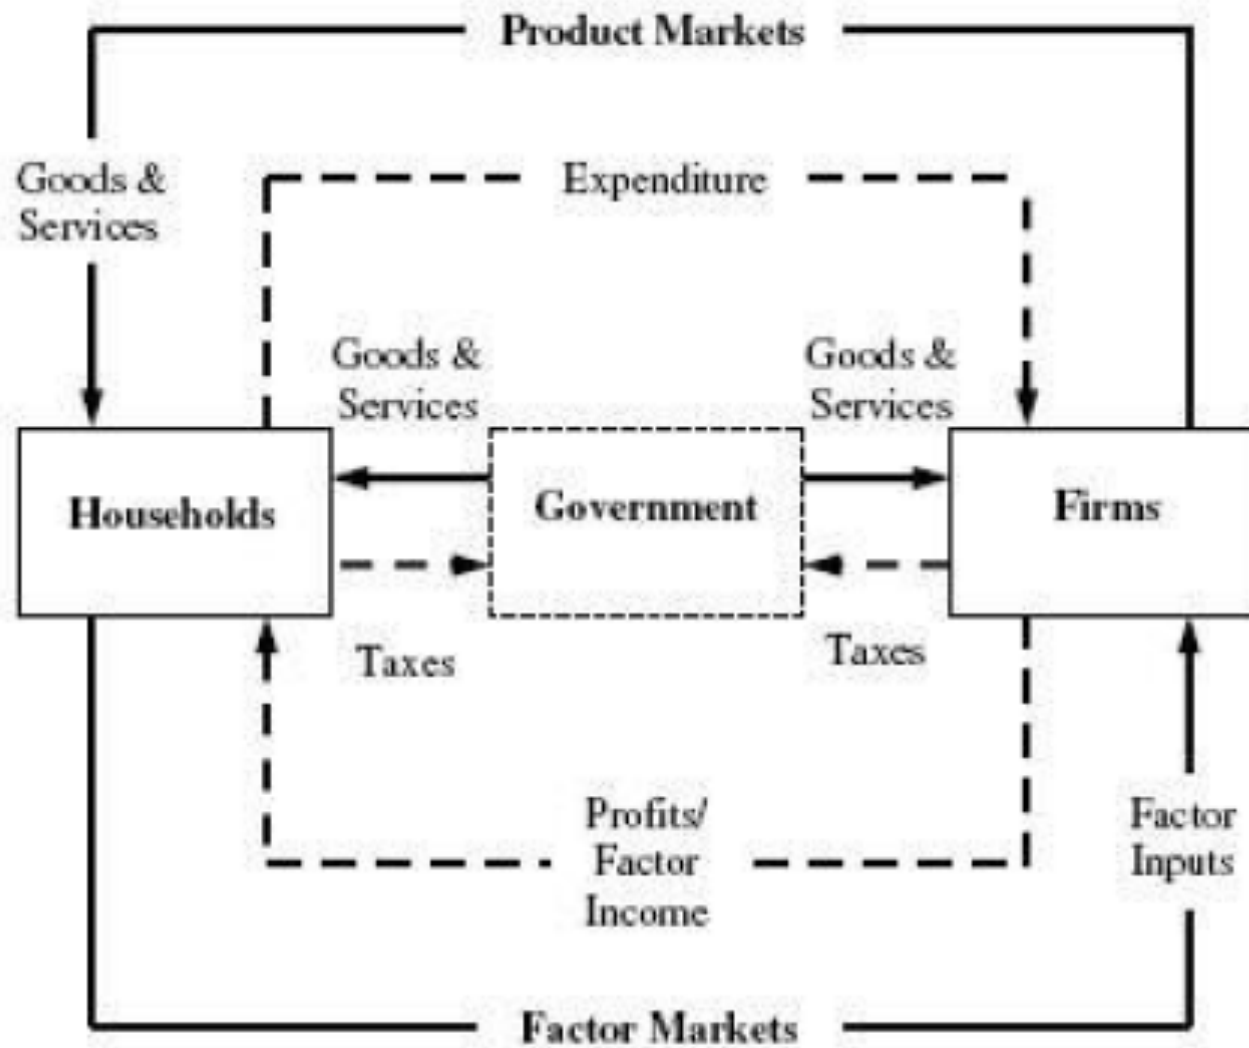 Product Markets
Goods &
Services
Expenditure
Goods &
Services
Goods &
Services
Households
Government
Firms
Taxes
Taxes
Profits/
Factor
Income
Factor
Inputs
Factor Markets